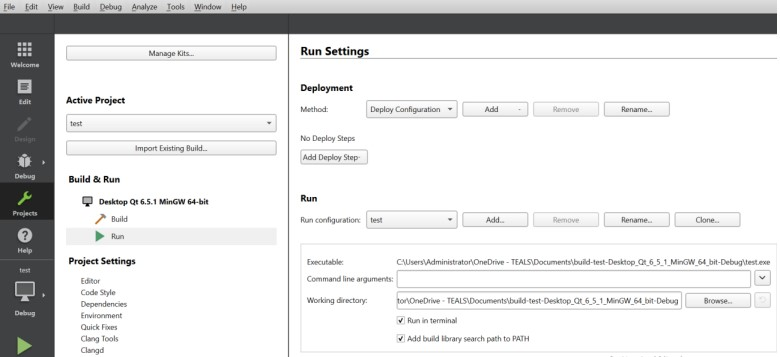 File Edit View Build Debug Analyze Tools Window Help
Welcome
Edit
Design
Debug
Projects
Help
test
Debug
Manage Kits...
Active Project
test
Import Existing Build...
Build & Run
Desktop Qt 6.5.1 MinGW 64-bit
Build
Run
Project Settings
Editor
Code Style
Dependencies
Environment
Quick Fixes
Clang Tools
Clangd
Run Settings
Deployment
Method: Deploy Configuration Add Remove Rename...
No Deploy Steps
Add Deploy Step
Run
Run configuration: test Add... Remove Rename... Clone...
Executable: C:\Users\Administrator\OneDrive - TEALS\Documents\build-test-Desktop_Qt_6_5_1_MinGW_64_bit-Debug\test.exe
Command line arguments:
Working directory: tor\OneDrive - TEALS\Documents\build-test-Desktop_Qt_6_5_1_MinGW_64_bit-Debug Browse...
Run in terminal
Add build library search path to PATH